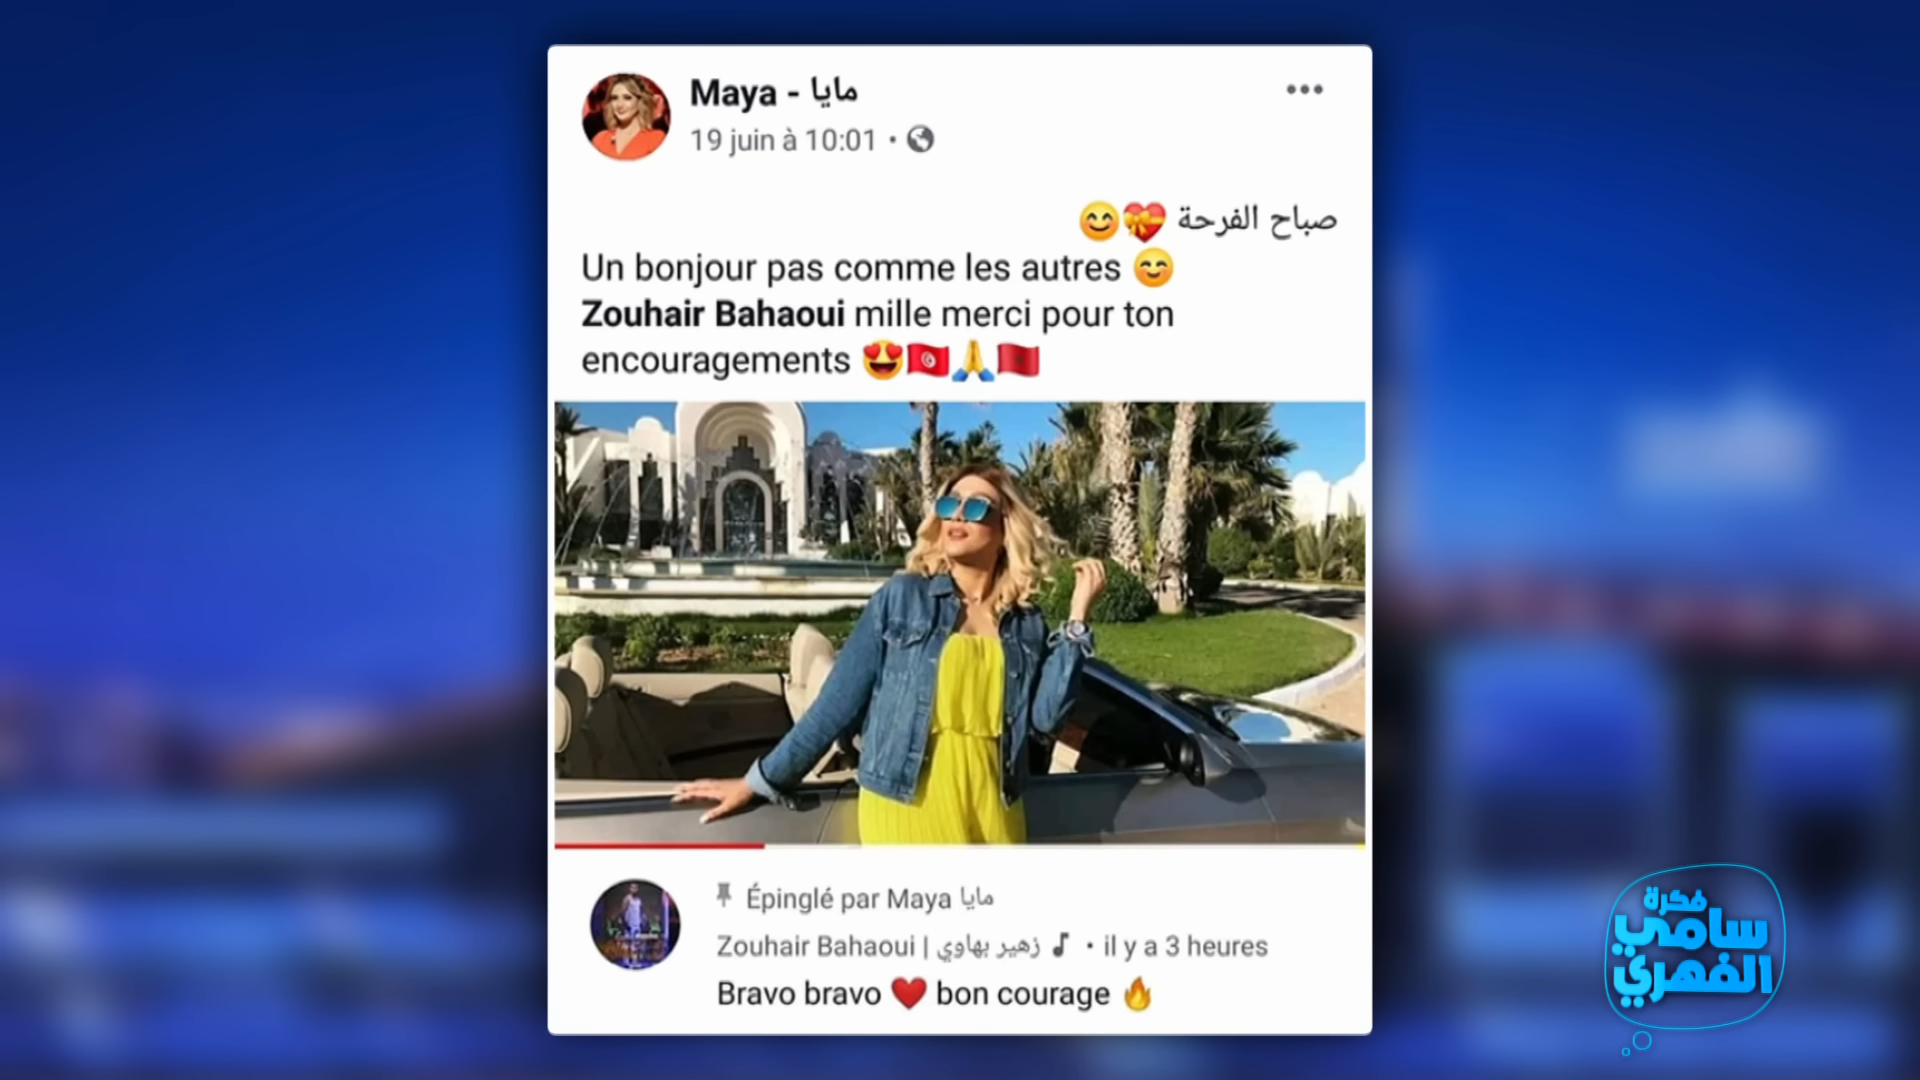 Maya - مايا
19 juin à 10:01 •
صباح الفرحة 💝😊
Un bonjour pas comme les autres 😊
Zouhair Bahaoui mille merci pour ton
encouragements 😍🇹🇳🙏🇲🇦
Épinglé par Maya مايا
Zouhair Bahaoui | زهير بهاوي 🎵 • il y a 3 heures
Bravo bravo ❤️ bon courage 🔥
فكرة
سامي
الفهري